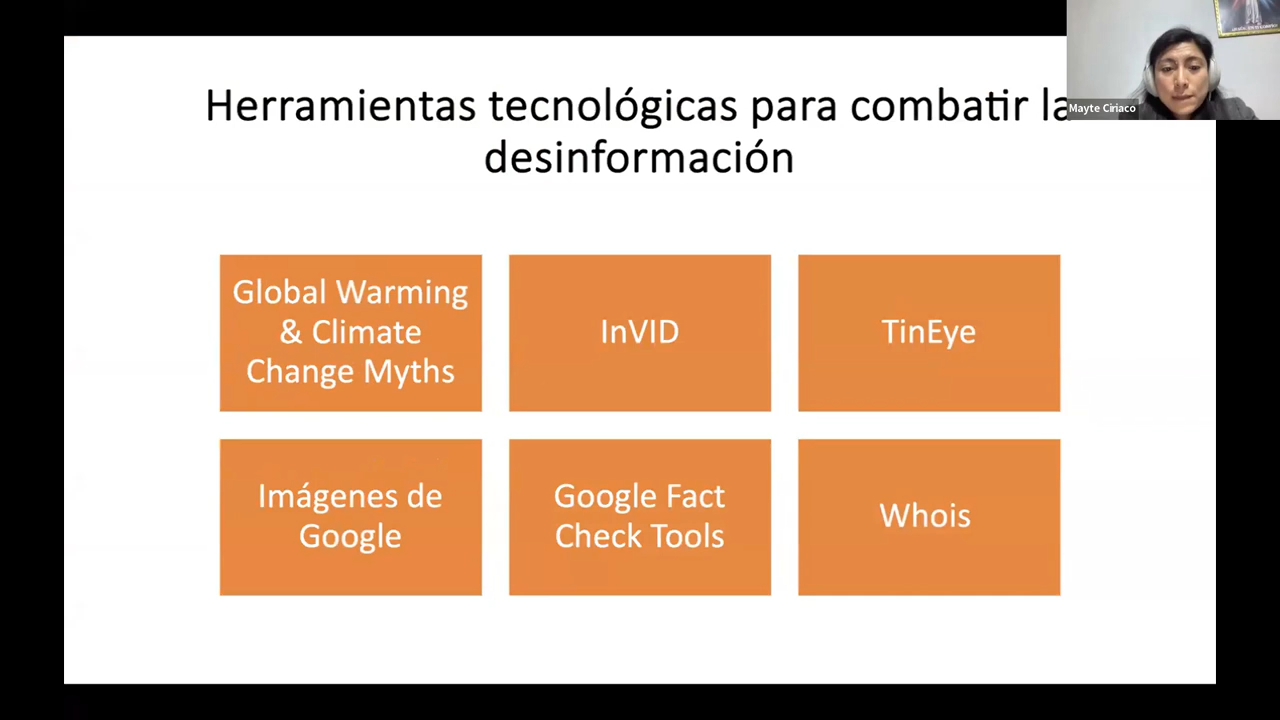 Herramientas tecnológicas para combatir la
desinformación
Mayte Ciriaco
Global Warming
& Climate
Change Myths
InVID
TinEye
Imágenes de
Google
Google Fact
Check Tools
Whois